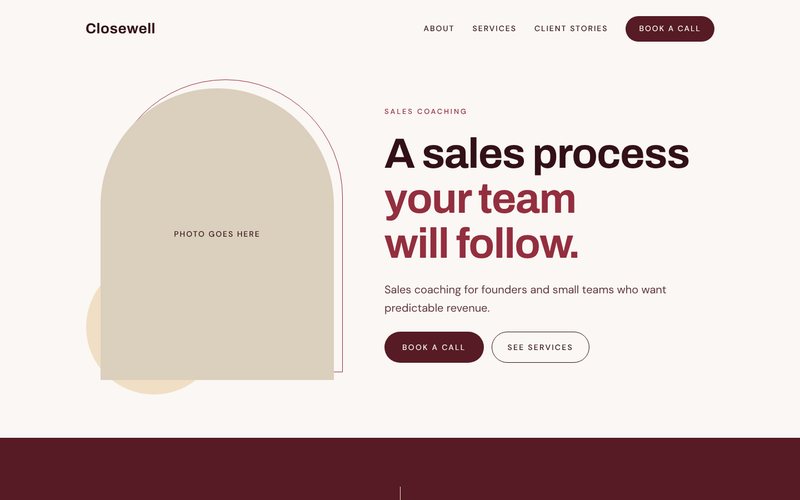 Closewell
ABOUT SERVICES CLIENT STORIES BOOK A CALL
PHOTO GOES HERE
SALES COACHING
A sales process
your team
will follow.
Sales coaching for founders and small teams who want
predictable revenue.
BOOK A CALL SEE SERVICES